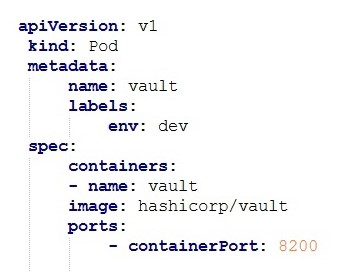 apiVersion: v1
kind: Pod
metadata:
name: vault
labels:
env: dev
spec:
containers:
- name: vault
image: hashicorp/vault
ports:
- containerPort: 8200